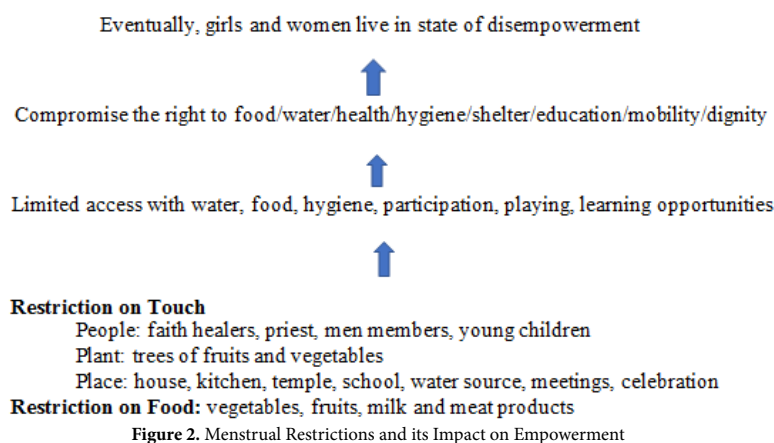 Eventually, girls and women live in state of disempowerment
Compromise the right to food/water/health/hygiene/shelter/education/mobility/dignity
Limited access with water, food, hygiene, participation, playing, learning opportunities
Restriction on Touch
People: faith healers, priest, men members, young children
Plant: trees of fruits and vegetables
Place: house, kitchen, temple, school, water source, meetings, celebration
Restriction on Food: vegetables, fruits, milk and meat products
Figure 2. Menstrual Restrictions and its Impact on Empowerment